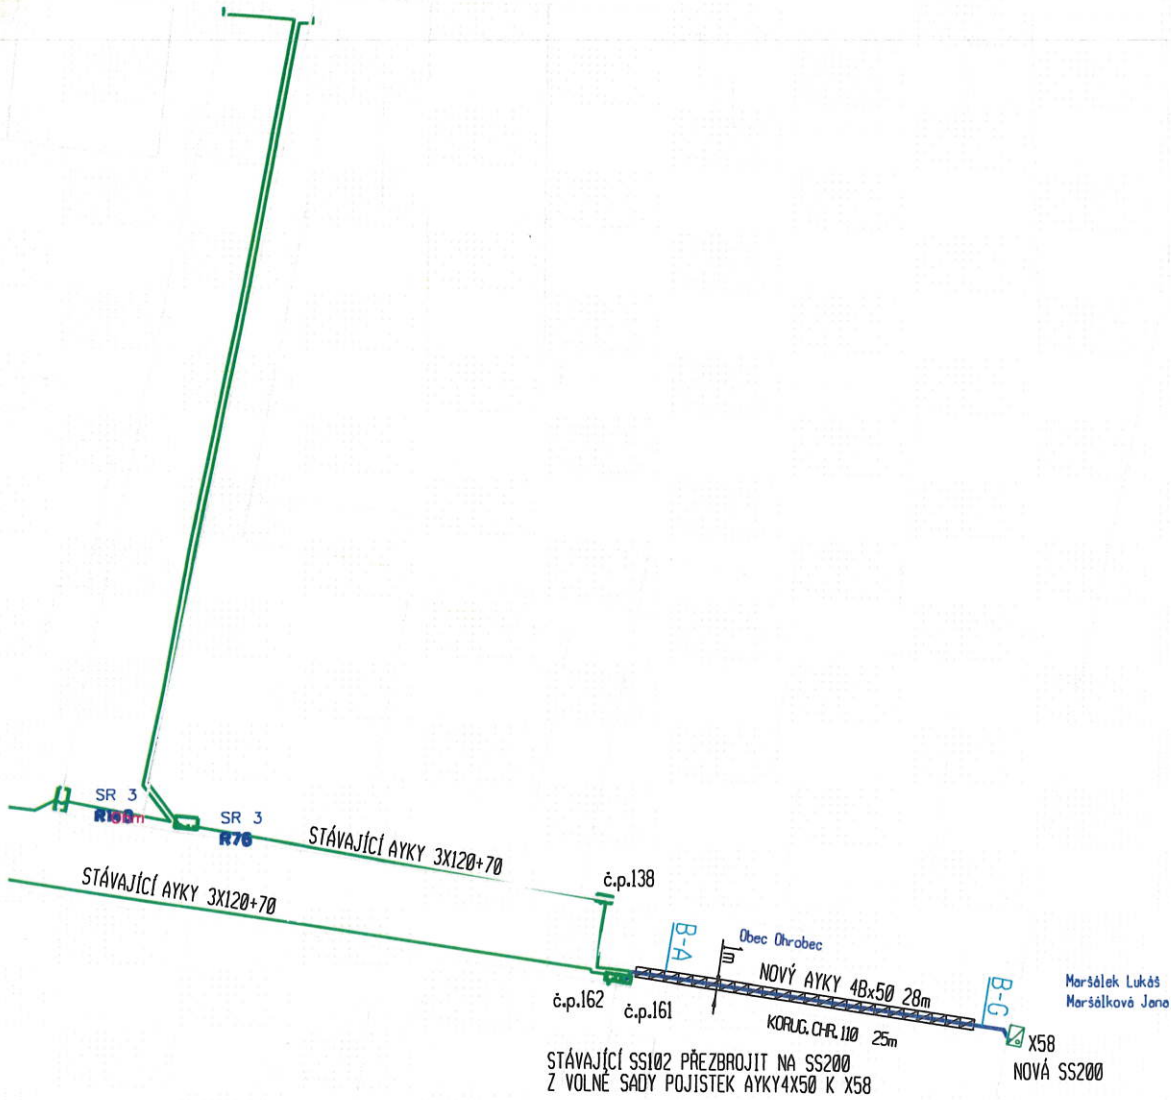 SR 3
SR 3
R76
STÁVAJÍCÍ AYKY 3X120+70
STÁVAJÍCÍ AYKY 3X120+70
č.p.138
B-A
1m
Obec Ohrobec
NOVÝ AYKY 4Bx50 28m
B-G
Maršálek Lukáš
Maršálková Jana
č.p.162
č.p.161
KORUG.CHR.110 25m
X58
NOVÁ SS200
STÁVAJÍCÍ SS102 PŘEZBROJIT NA SS200
Z VOLNÉ SADY POJISTEK AYKY4X50 K X58